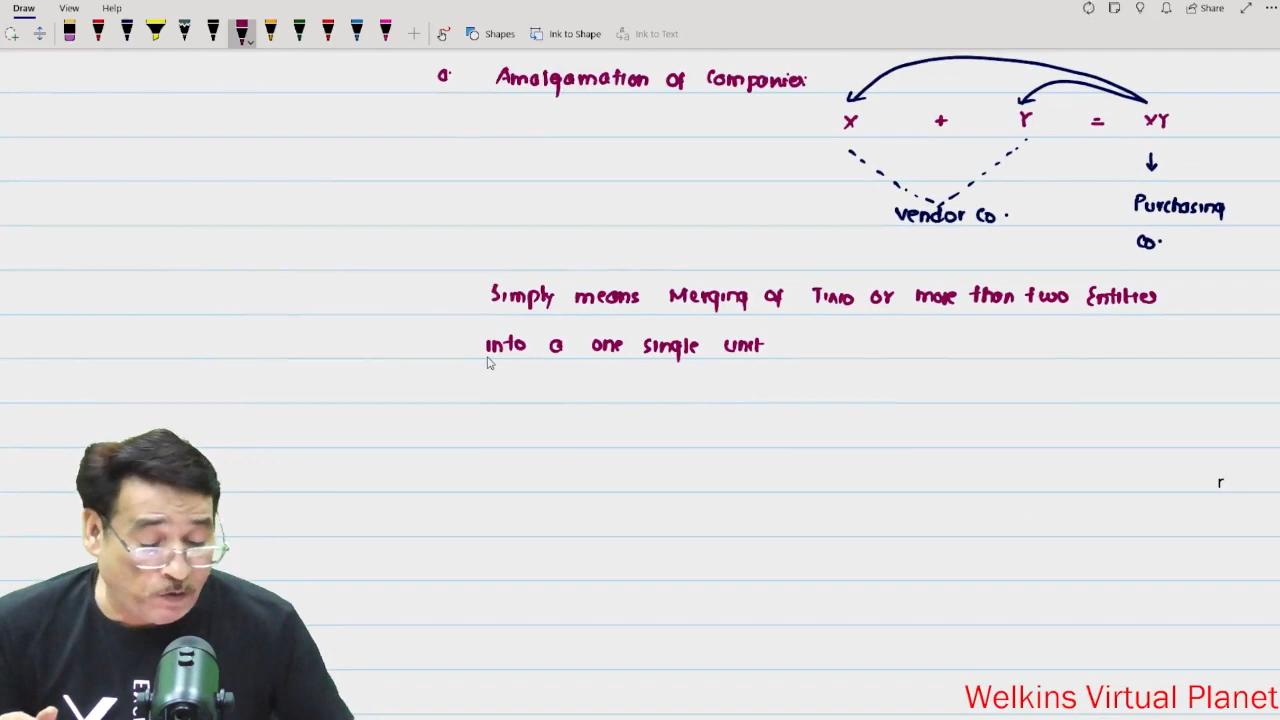 Draw View Help
Share
Shapes Ink to Shape Ink to Text
a. Amalgamation of Companies
X + Y = XY
Vendor Co.
Purchasing
Co.
Simply means Merging of Two or more than two Entities
into a one single unit
r
Welkins Virtual Planet